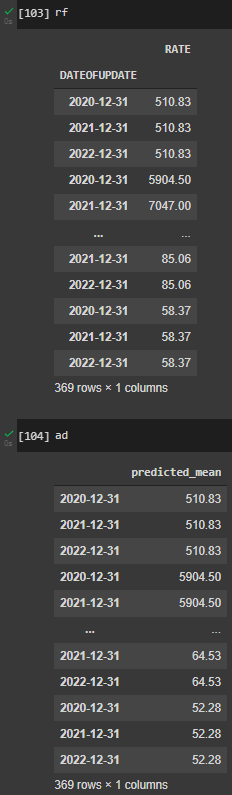 [103] rf
0s
RATE
DATEOFUPDATE
2020-12-31 510.83
2021-12-31 510.83
2022-12-31 510.83
2020-12-31 5904.50
2021-12-31 7047.00
... ...
2021-12-31 85.06
2022-12-31 85.06
2020-12-31 58.37
2021-12-31 58.37
2022-12-31 58.37
369 rows × 1 columns
[104] ad
0s
predicted_mean
2020-12-31 510.83
2021-12-31 510.83
2022-12-31 510.83
2020-12-31 5904.50
2021-12-31 5904.50
... ...
2021-12-31 64.53
2022-12-31 64.53
2020-12-31 52.28
2021-12-31 52.28
2022-12-31 52.28
369 rows × 1 columns